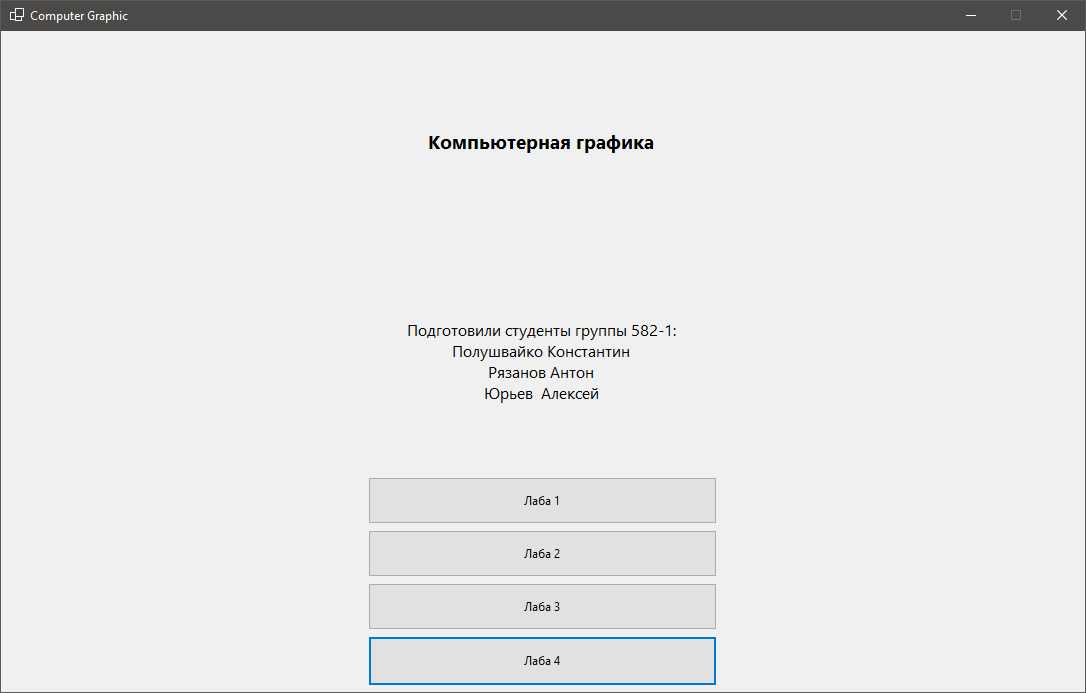 Computer Graphic
Компьютерная графика
Подготовили студенты группы 582-1:
Полушвайко Константин
Рязанов Антон
Юрьев  Алексей
Лаба 1
Лаба 2
Лаба 3
Лаба 4